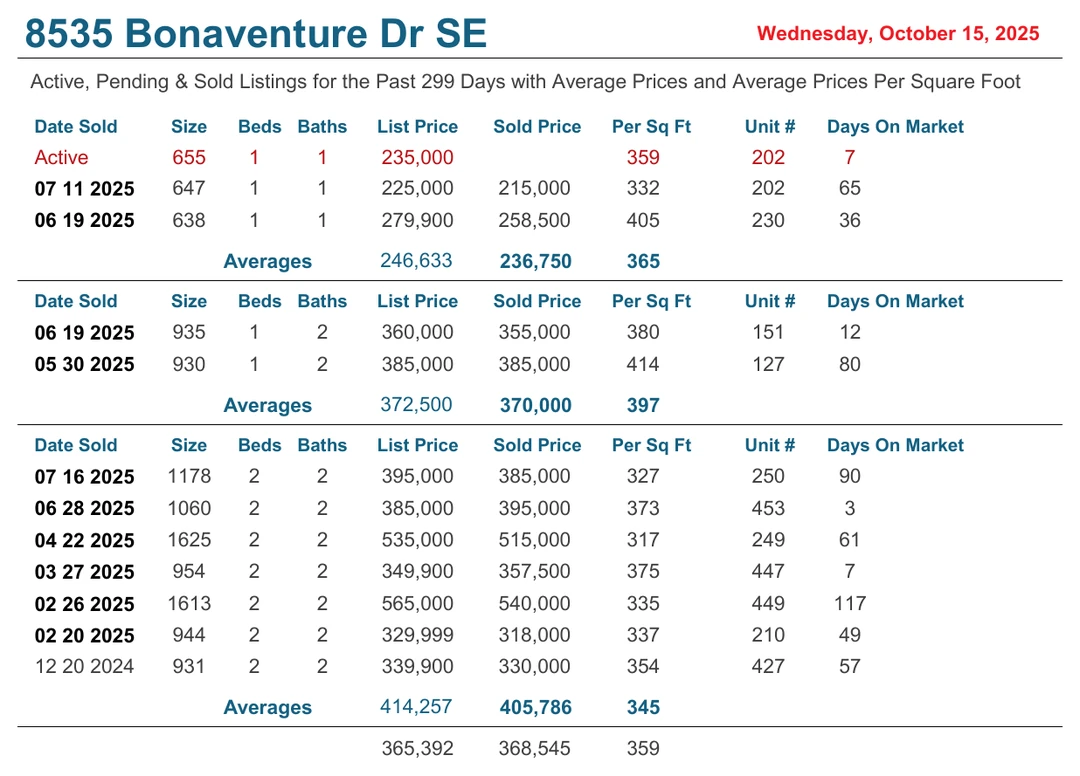 8535 Bonaventure Dr SE
Wednesday, October 15, 2025
Active, Pending & Sold Listings for the Past 299 Days with Average Prices and Average Prices Per Square Foot
Date Sold Size Beds Baths List Price Sold Price Per Sq Ft Unit # Days On Market
Active 655 1 1 235,000 359 202 7
07 11 2025 647 1 1 225,000 215,000 332 202 65
06 19 2025 638 1 1 279,900 258,500 405 230 36
Averages 246,633 236,750 365
Date Sold Size Beds Baths List Price Sold Price Per Sq Ft Unit # Days On Market
06 19 2025 935 1 2 360,000 355,000 380 151 12
05 30 2025 930 1 2 385,000 385,000 414 127 80
Averages 372,500 370,000 397
Date Sold Size Beds Baths List Price Sold Price Per Sq Ft Unit # Days On Market
07 16 2025 1178 2 2 395,000 385,000 327 250 90
06 28 2025 1060 2 2 385,000 395,000 373 453 3
04 22 2025 1625 2 2 535,000 515,000 317 249 61
03 27 2025 954 2 2 349,900 357,500 375 447 7
02 26 2025 1613 2 2 565,000 540,000 335 449 117
02 20 2025 944 2 2 329,999 318,000 337 210 49
12 20 2024 931 2 2 339,900 330,000 354 427 57
Averages 414,257 405,786 345
365,392 368,545 359